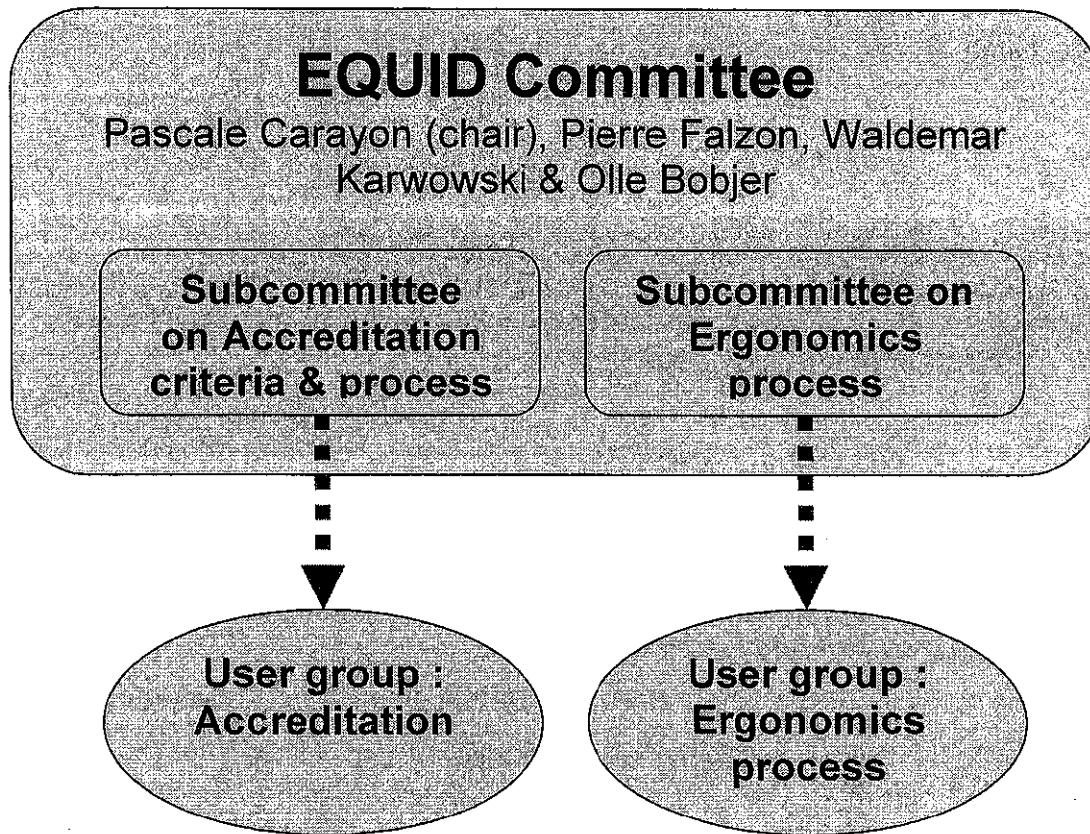 EQUID Committee
Pascale Carayon (chair), Pierre Falzon, Waldemar
Karwowski & Olle Bobjer
Subcommittee
on Accreditation
criteria & process
Subcommittee on
Ergonomics
process
User group :
Accreditation
User group :
Ergonomics
process